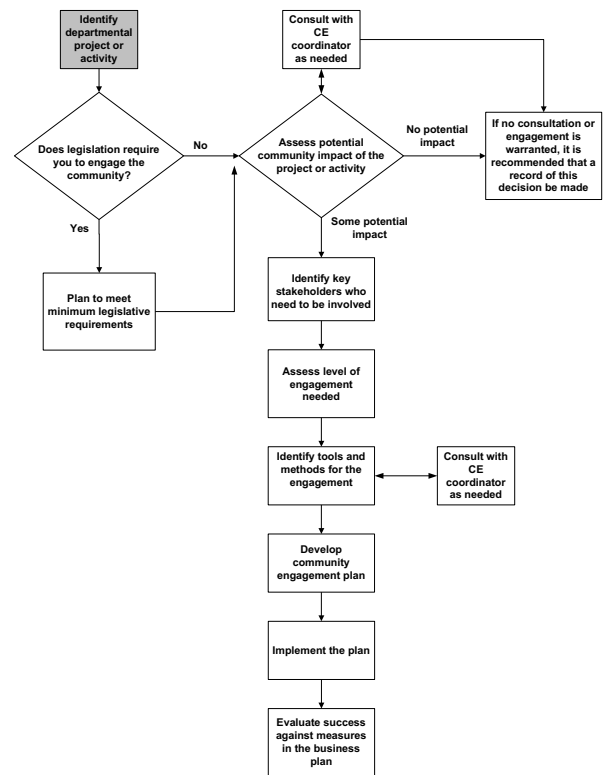 Identify
departmental
project or
activity
Consult with
CE
coordinator
as needed
Does legislation require
you to engage the
community?
No
Assess potential
community impact of the
project or activity
No potential
impact
If no consultation or
engagement is
warranted, it is
recommended that a
record of this
decision be made
Yes
Some potential
impact
Plan to meet
minimum legislative
requirements
Identify key
stakeholders who
need to be involved
Assess level of
engagement
needed
Identify tools and
methods for the
engagement
Consult with
CE
coordinator
as needed
Develop
community
engagement plan
Implement the plan
Evaluate success
against measures
in the business
plan